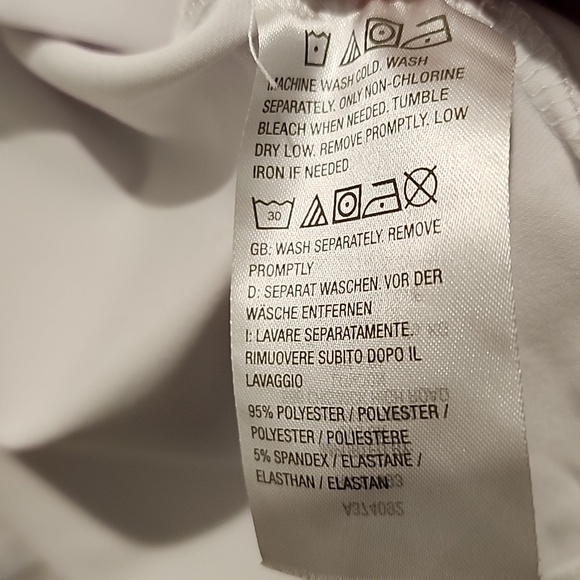 MACHINE WASH COLD. WASH
SEPARATELY. ONLY NON-CHLORINE
BLEACH WHEN NEEDED. TUMBLE
DRY LOW. REMOVE PROMPTLY. LOW
IRON IF NEEDED
30
GB: WASH SEPARATELY. REMOVE
PROMPTLY
D: SEPARAT WASCHEN. VOR DER
WÄSCHE ENTFERNEN
I: LAVARE SEPARATAMENTE.
RIMUOVERE SUBITO DOPO IL
LAVAGGIO
95% POLYESTER / POLYESTER /
POLYESTER / POLIESTERE
5% SPANDEX / ELASTANE /
ELASTHAN / ELASTAN